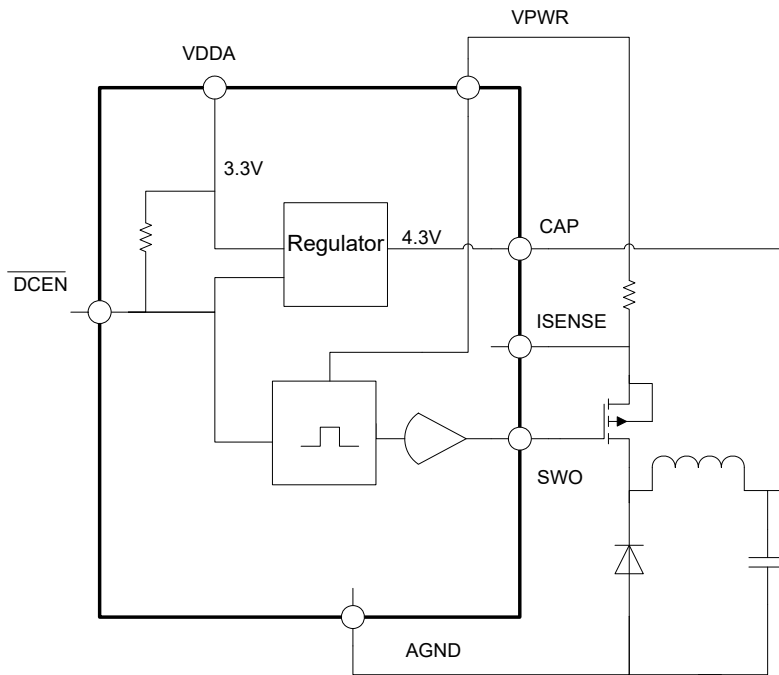 VPWR
VDDA
3.3V
Regulator
4.3V
CAP
DCEN
ISENSE
SWO
AGND